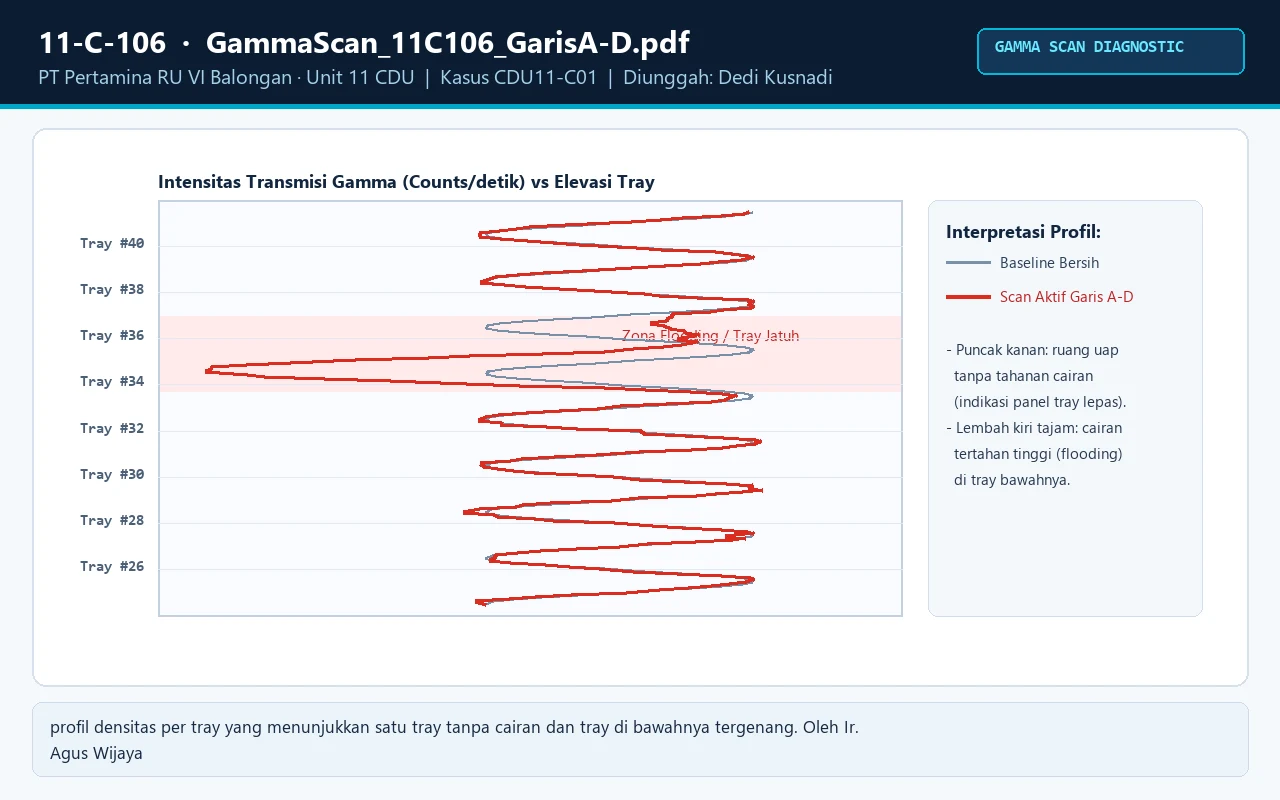 11-C-106 · GammaScan_11C106_GarisA-D.pdf
GAMMA SCAN DIAGNOSTIC
PT Pertamina RU VI Balongan · Unit 11 CDU | Kasus CDU11-C01 | Diunggah: Dedi Kusnadi
Intensitas Transmisi Gamma (Counts/detik) vs Elevasi Tray
Tray #40
Tray #38
Tray #36
Tray #34
Tray #32
Tray #30
Tray #28
Tray #26
Zona Flooding / Tray Jatuh
Interpretasi Profil:
Baseline Bersih
Scan Aktif Garis A-D
- Puncak kanan: ruang uap
tanpa tahanan cairan
(indikasi panel tray lepas).
- Lembah kiri tajam: cairan
tertahan tinggi (flooding)
di tray bawahnya.
profil densitas per tray yang menunjukkan satu tray tanpa cairan dan tray di bawahnya tergenang. Oleh Ir.
Agus Wijaya